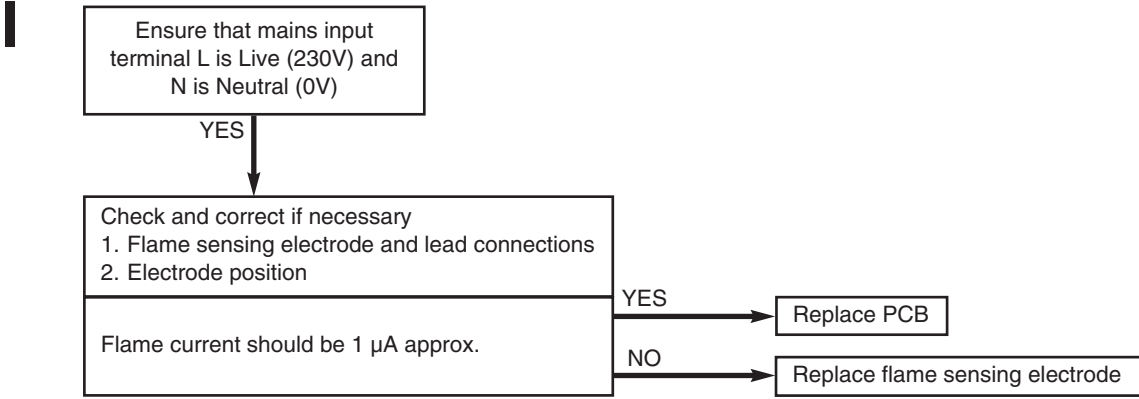 I
Ensure that mains input
terminal L is Live (230V) and
N is Neutral (0V)
YES
Check and correct if necessary
1. Flame sensing electrode and lead connections
2. Electrode position
Flame current should be 1 µA approx.
YES
Replace PCB
NO
Replace flame sensing electrode